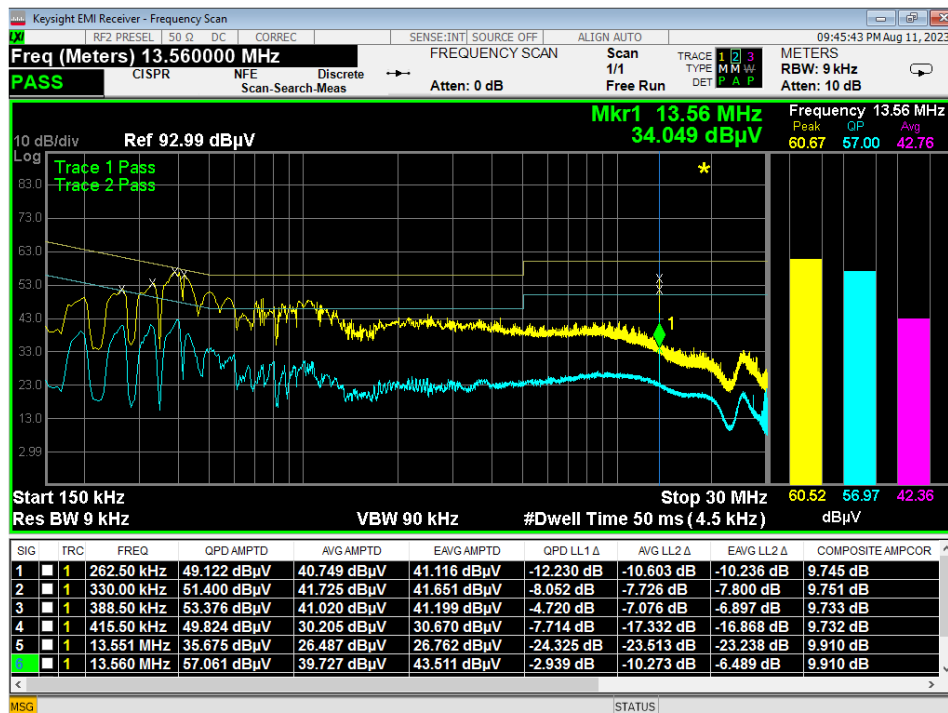 Keysight EMI Receiver - Frequency Scan
LXI RF2 PRESEL 50 Ω DC CORREC SENSE:INT SOURCE OFF ALIGN AUTO 09:45:43 PM Aug 11, 2023
Freq (Meters) 13.560000 MHz FREQUENCY SCAN Scan TRACE 1 2 3 METERS
1/1 TYPE M M W RBW: 9 kHz
PASS CISPR NFE Discrete Atten: 0 dB Free Run DET P A P Atten: 10 dB
Scan-Search-Meas
Mkr1 13.56 MHz Frequency 13.56 MHz
34.049 dBµV Peak QP Avg
10 dB/div Ref 92.99 dBµV 60.67 57.00 42.76
Log
Trace 1 Pass
Trace 2 Pass
83.0
73.0
63.0
53.0
43.0
1
33.0
23.0
13.0
2.99
Start 150 kHz Stop 30 MHz 60.52 56.97 42.36
Res BW 9 kHz VBW 90 kHz #Dwell Time 50 ms (4.5 kHz) dBµV
SIG TRC FREQ QPD AMPTD AVG AMPTD EAVG AMPTD QPD LL1 Δ AVG LL2 Δ EAVG LL2 Δ COMPOSITE AMPCOR
1 1 262.50 kHz 49.122 dBµV 40.749 dBµV 41.116 dBµV -12.230 dB -10.603 dB -10.236 dB 9.745 dB
2 1 330.00 kHz 51.400 dBµV 41.725 dBµV 41.651 dBµV -8.052 dB -7.726 dB -7.800 dB 9.751 dB
3 1 388.50 kHz 53.376 dBµV 41.020 dBµV 41.199 dBµV -4.720 dB -7.076 dB -6.897 dB 9.733 dB
4 1 415.50 kHz 49.824 dBµV 30.205 dBµV 30.670 dBµV -7.714 dB -17.332 dB -16.868 dB 9.732 dB
5 1 13.551 MHz 35.675 dBµV 26.487 dBµV 26.762 dBµV -24.325 dB -23.513 dB -23.238 dB 9.910 dB
6 1 13.560 MHz 57.061 dBµV 39.727 dBµV 43.511 dBµV -2.939 dB -10.273 dB -6.489 dB 9.910 dB
MSG STATUS